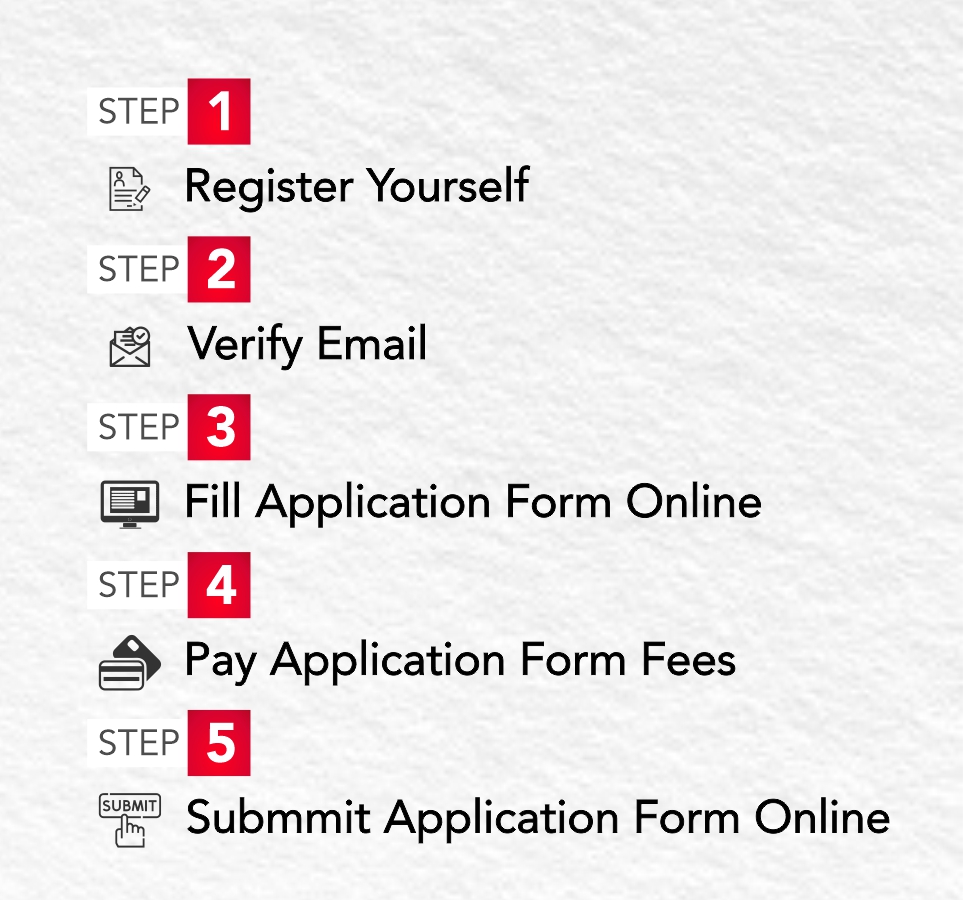 STEP 1
Register Yourself
STEP 2
Verify Email
STEP 3
Fill Application Form Online
STEP 4
Pay Application Form Fees
STEP 5
SUBMIT
Submmit Application Form Online